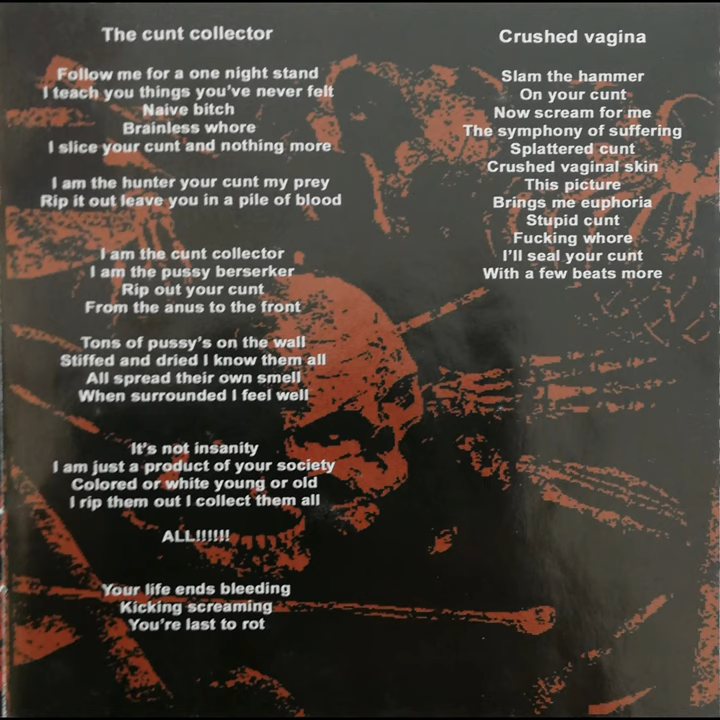 The cunt collector
Follow me for a one night stand
I teach you things you've never felt
Naive bitch
Brainless whore
I slice your cunt and nothing more
I am the hunter your cunt my prey
Rip it out leave you in a pile of blood
I am the cunt collector
I am the pussy berserker
Rip out your cunt
From the anus to the front
Tons of pussy's on the wall
Stiffed and dried I know them all
All spread their own smell
When surrounded I feel well
It's not insanity
I am just a product of your society
Colored or white young or old
I rip them out I collect them all
ALL!!!!!!
Your life ends bleeding
Kicking screaming
You're last to rot
Crushed vagina
Slam the hammer
On your cunt
Now scream for me
The symphony of suffering
Splattered cunt
Crushed vaginal skin
This picture
Brings me euphoria
Stupid cunt
Fucking whore
I'll seal your cunt
With a few beats more